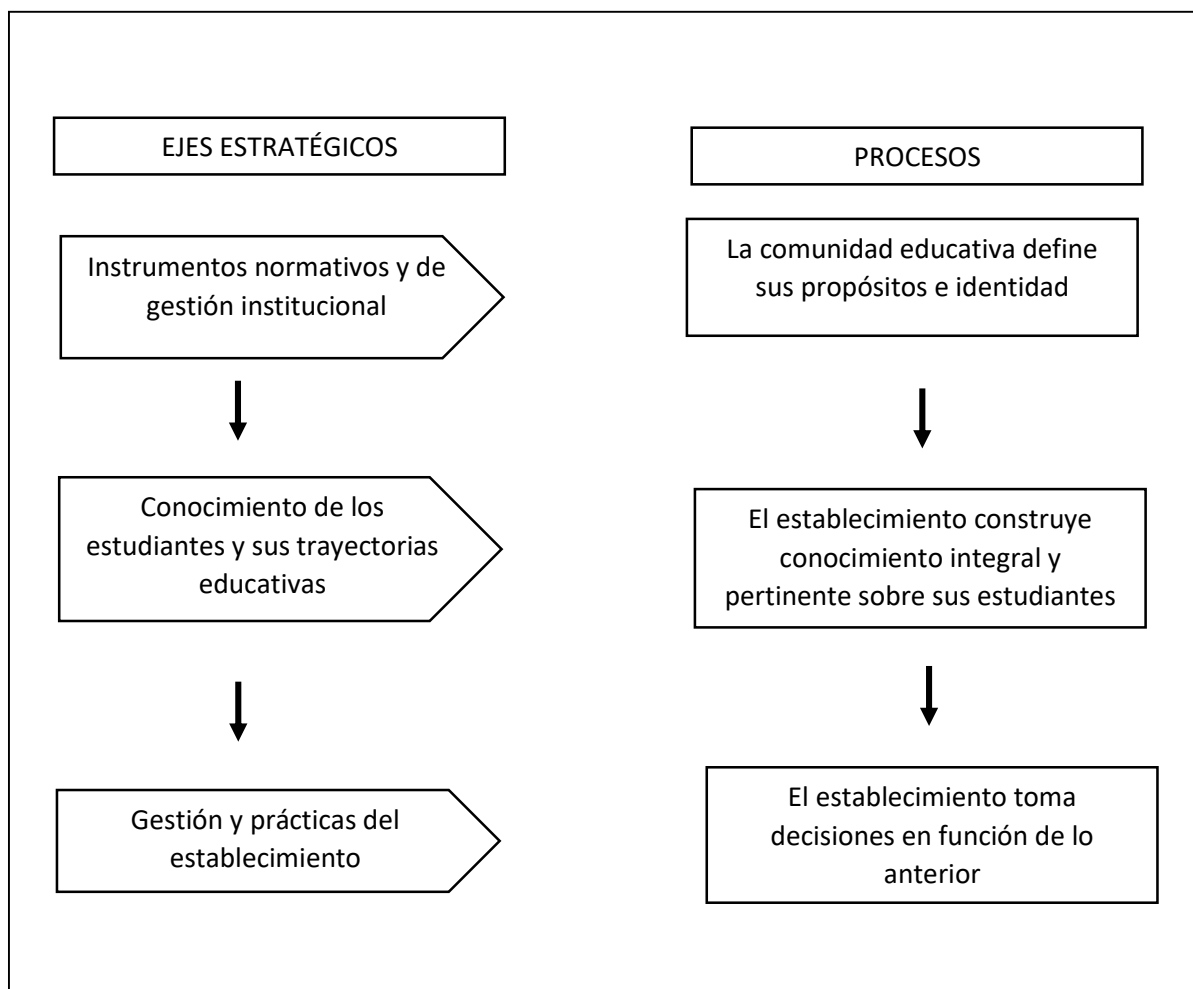 EJES ESTRATÉGICOS
PROCESOS
Instrumentos normativos y de
gestión institucional
La comunidad educativa define
sus propósitos e identidad
Conocimiento de los
estudiantes y sus trayectorias
educativas
El establecimiento construye
conocimiento integral y
pertinente sobre sus estudiantes
Gestión y prácticas del
establecimiento
El establecimiento toma
decisiones en función de lo
anterior